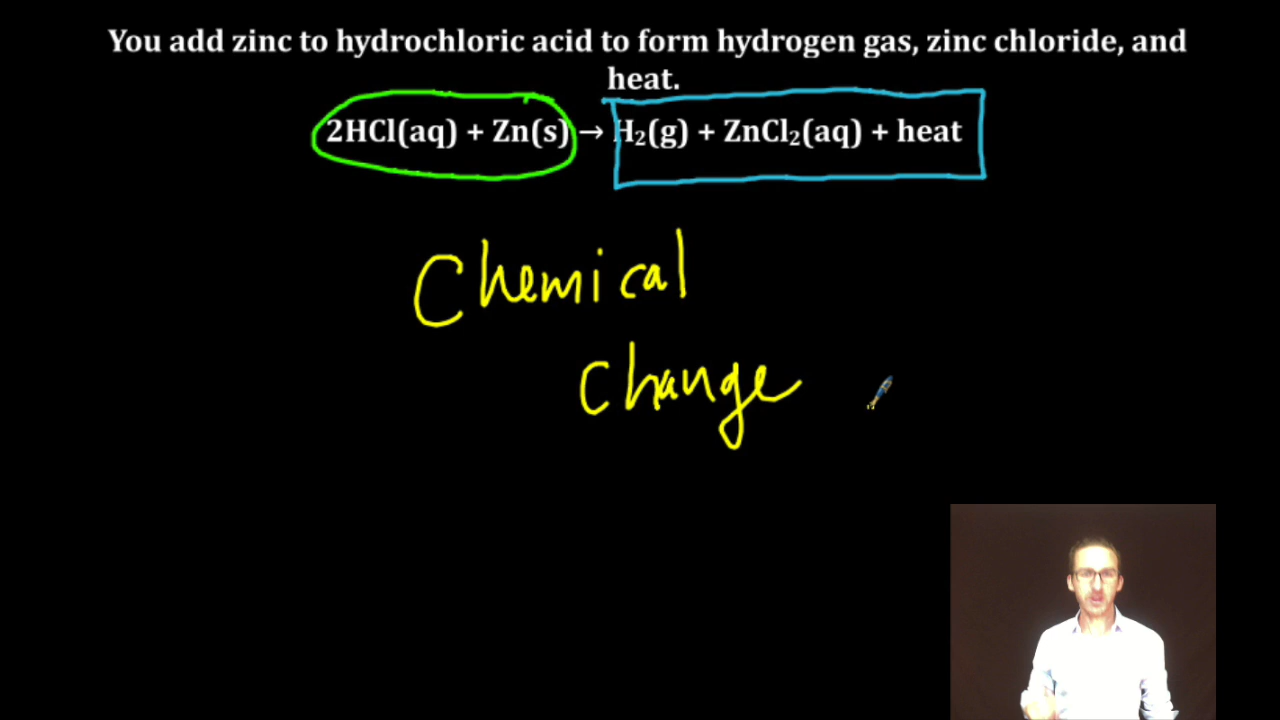 You add zinc to hydrochloric acid to form hydrogen gas, zinc chloride, and
heat.
2HCl(aq) + Zn(s) → H₂(g) + ZnCl₂(aq) + heat
Chemical
change